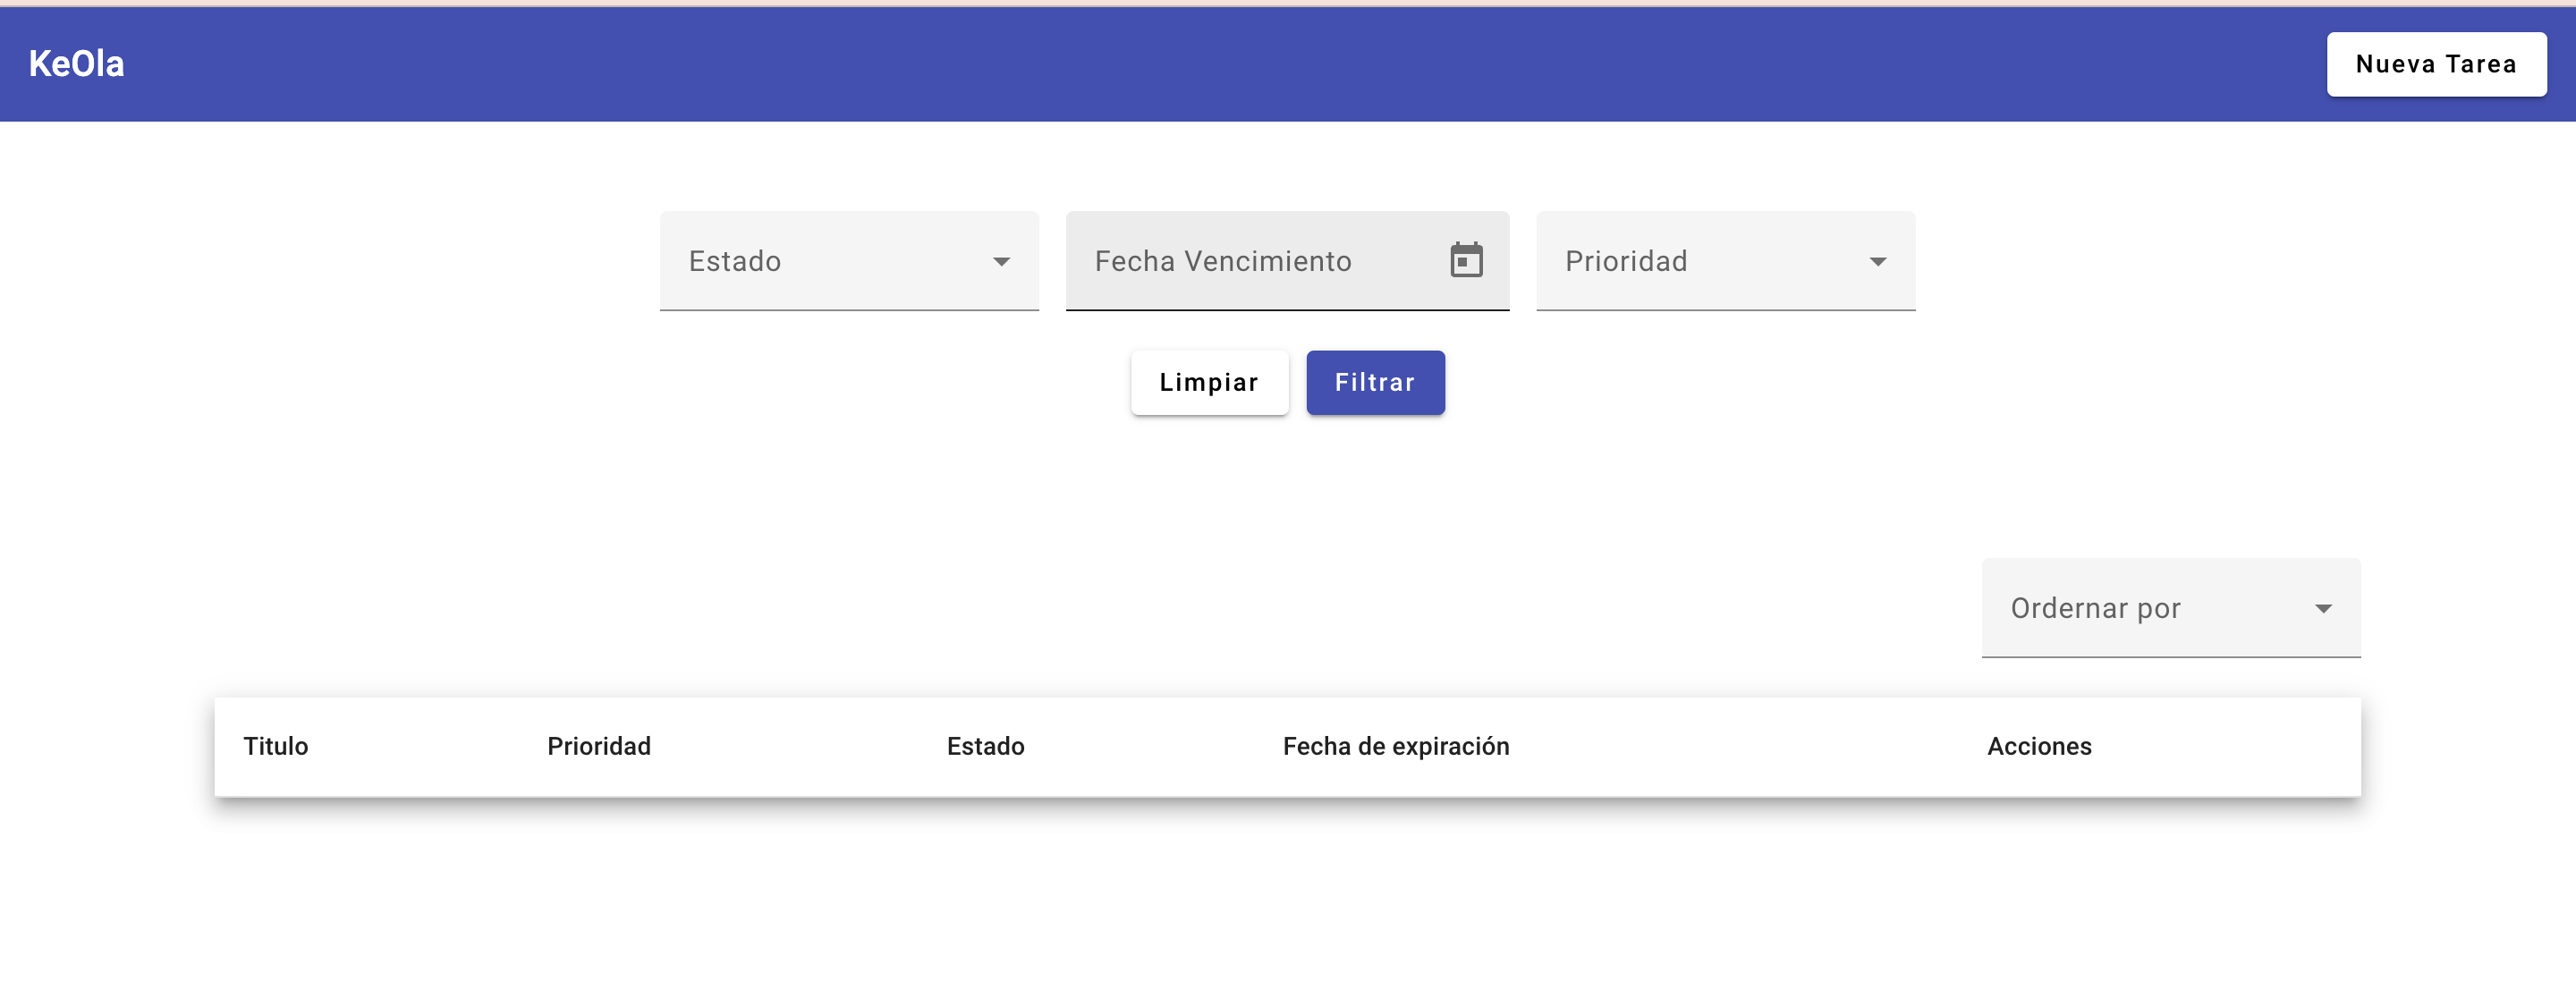 KeOla
Nueva Tarea
Estado
Fecha Vencimiento
Prioridad
Limpiar
Filtrar
Ordernar por
Titulo
Prioridad
Estado
Fecha de expiración
Acciones